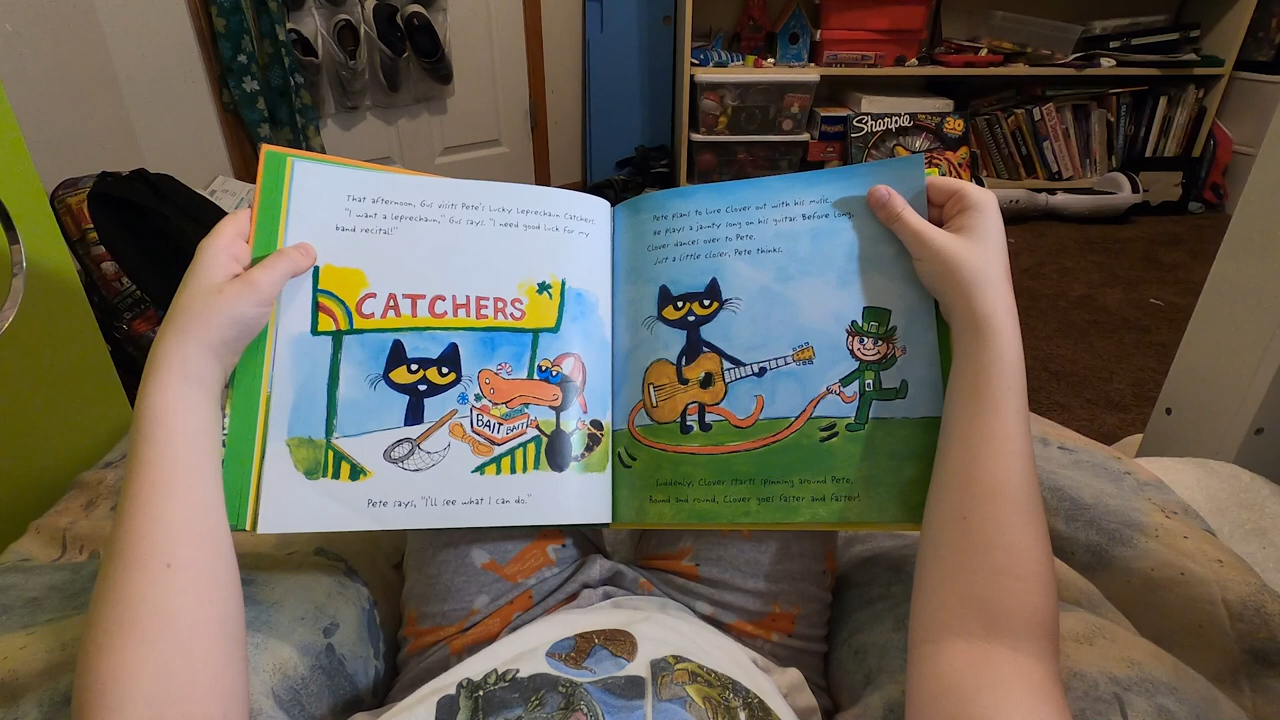 That afternoon, Gus visits Pete's Lucky Leprechaun Catchers.
"I want a leprechaun," Gus says. "I need good luck for my
band recital!"
CATCHERS
BAIT BAIT
Pete says, "I'll see what I can do."
Pete plans to lure Clover out with his music.
He plays a jaunty song on his guitar. Before long,
Clover dances over to Pete.
Just a little closer, Pete thinks.
Suddenly, Clover starts spinning around Pete.
Round and round, Clover goes faster and faster!
Sharpie
30